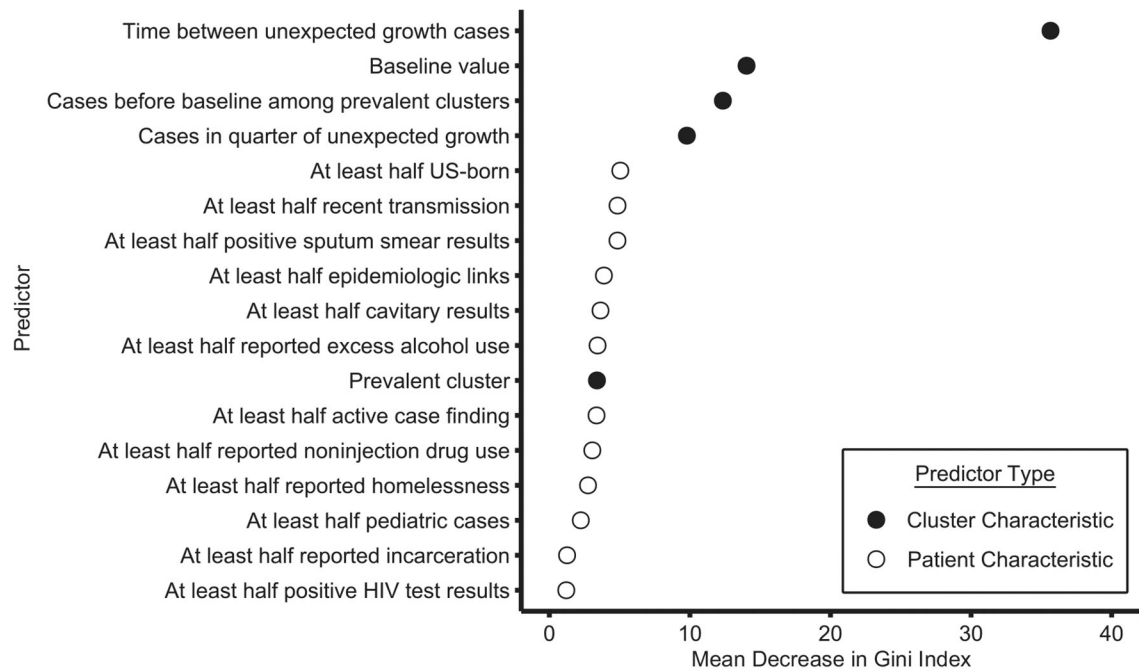 Time between unexpected growth cases
Baseline value
Cases before baseline among prevalent clusters
Cases in quarter of unexpected growth
At least half US-born
At least half recent transmission
At least half positive sputum smear results
At least half epidemiologic links
At least half cavitary results
At least half reported excess alcohol use
Prevalent cluster
At least half active case finding
At least half reported noninjection drug use
At least half reported homelessness
At least half pediatric cases
At least half reported incarceration
At least half positive HIV test results
Predictor
Predictor Type
Cluster Characteristic
Patient Characteristic
0 10 20 30 40
Mean Decrease in Gini Index